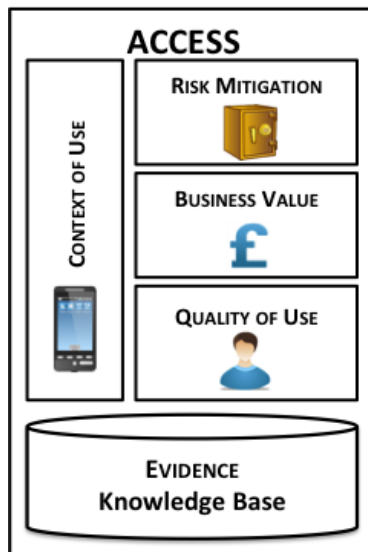 ACCESS
CONTEXT OF USE
RISK MITIGATION
BUSINESS VALUE
£
QUALITY OF USE
EVIDENCE
Knowledge Base